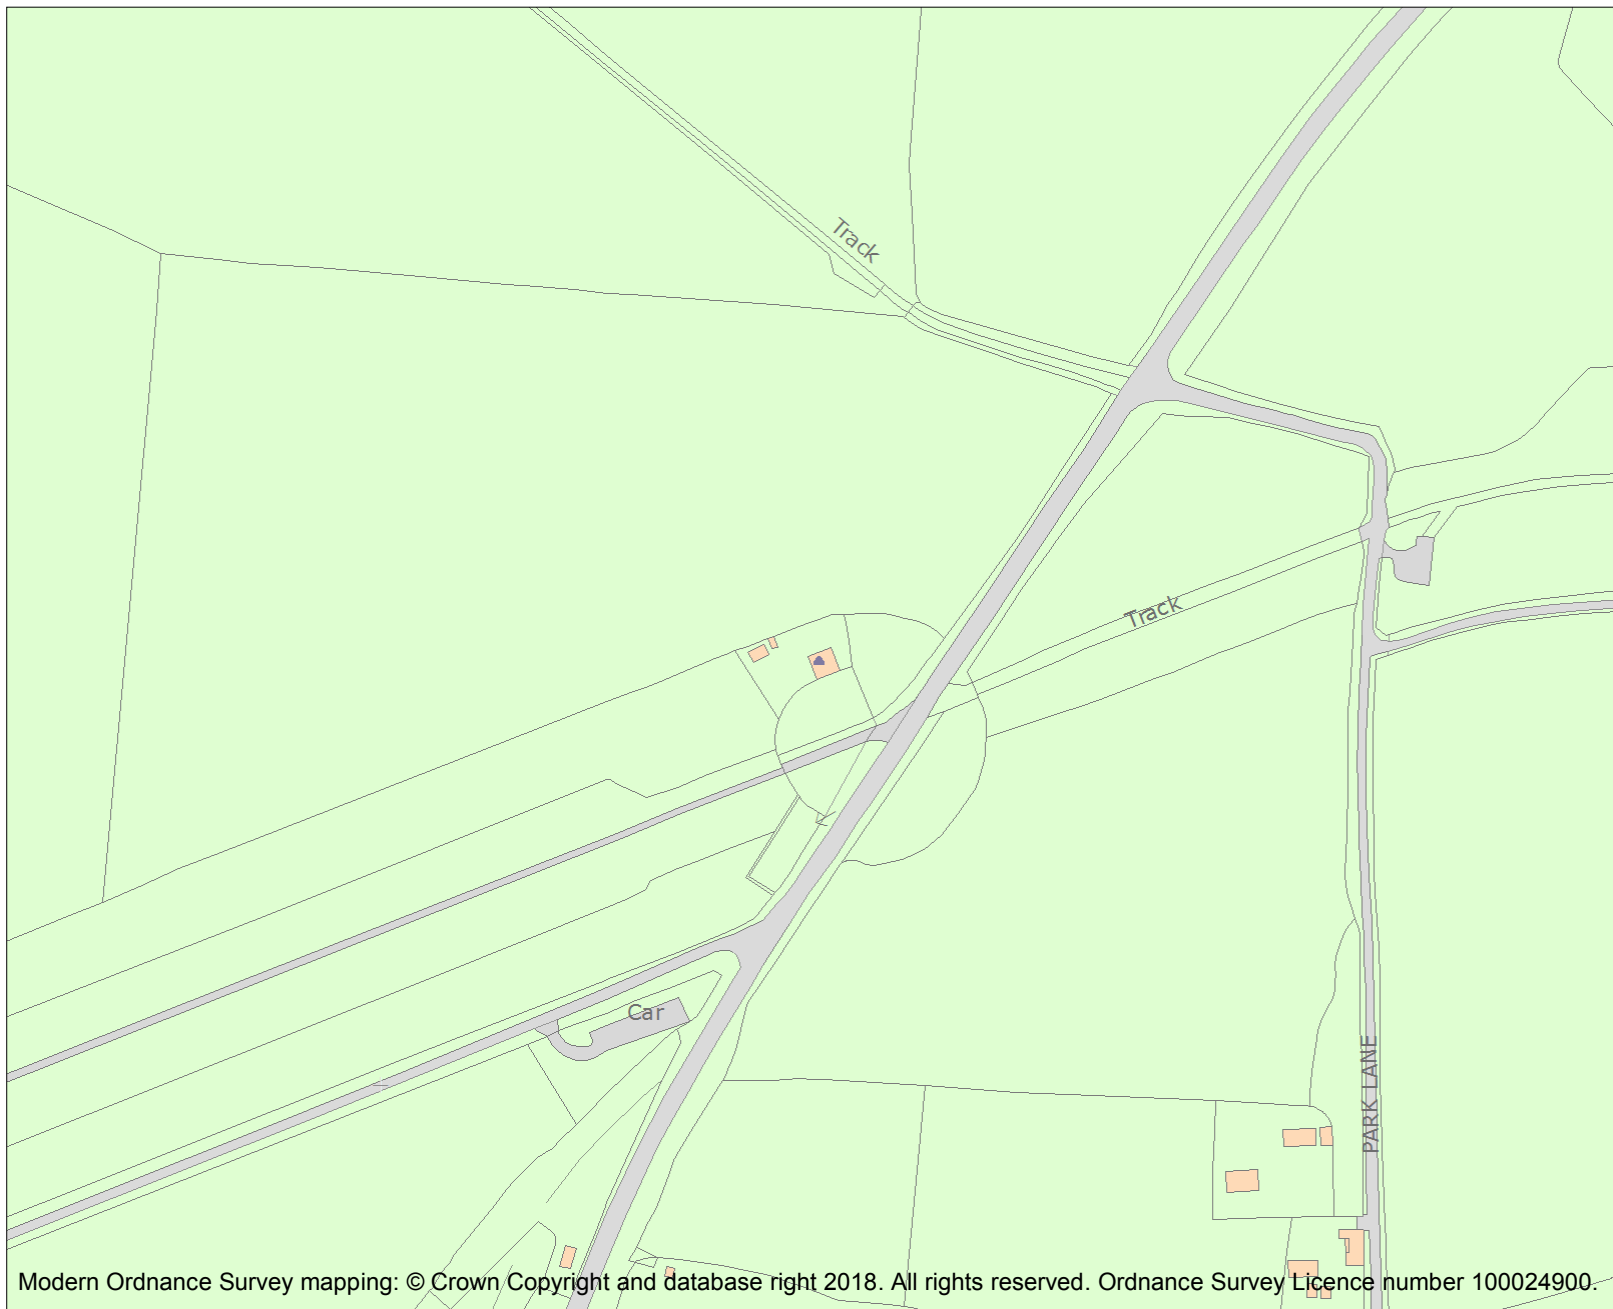 Track
Track
Car
PARK LANE
Modern Ordnance Survey mapping: © Crown Copyright and database right 2018. All rights reserved. Ordnance Survey Licence number 100024900.